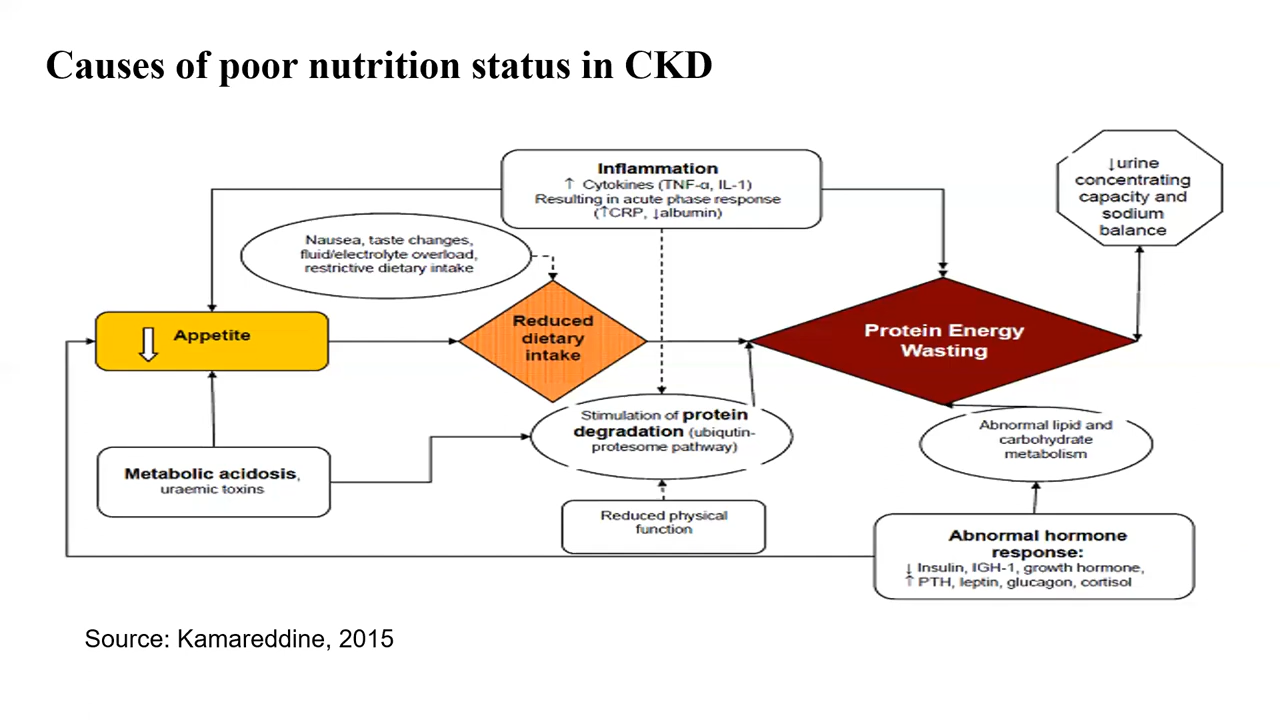 Causes of poor nutrition status in CKD
Inflammation
↑ Cytokines (TNF-α, IL-1)
Resulting in acute phase response
(↑CRP, ↓albumin)
↓urine
concentrating
capacity and
sodium
balance
Nausea, taste changes,
fluid/electrolyte overload,
restrictive dietary intake
⇩ Appetite
Reduced
dietary
intake
Protein Energy
Wasting
Stimulation of protein
degradation (ubiqutin-
protesome pathway)
Abnormal lipid and
carbohydrate
metabolism
Metabolic acidosis,
uraemic toxins
Reduced physical
function
Abnormal hormone
response:
↓ Insulin, IGH-1, growth hormone,
↑ PTH, leptin, glucagon, cortisol
Source: Kamareddine, 2015